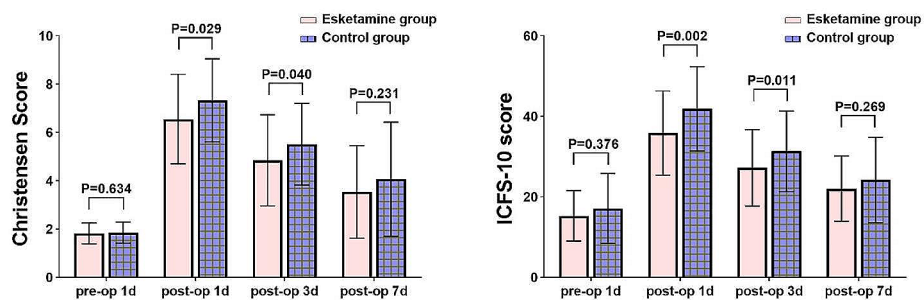 Esketamine group
Control group
Christensen Score
10
8
6
4
2
0
P=0.634
P=0.029
P=0.040
P=0.231
pre-op 1d
post-op 1d
post-op 3d
post-op 7d
Esketamine group
Control group
ICFS-10 score
60
40
20
0
P=0.376
P=0.002
P=0.011
P=0.269
pre-op 1d
post-op 1d
post-op 3d
post-op 7d